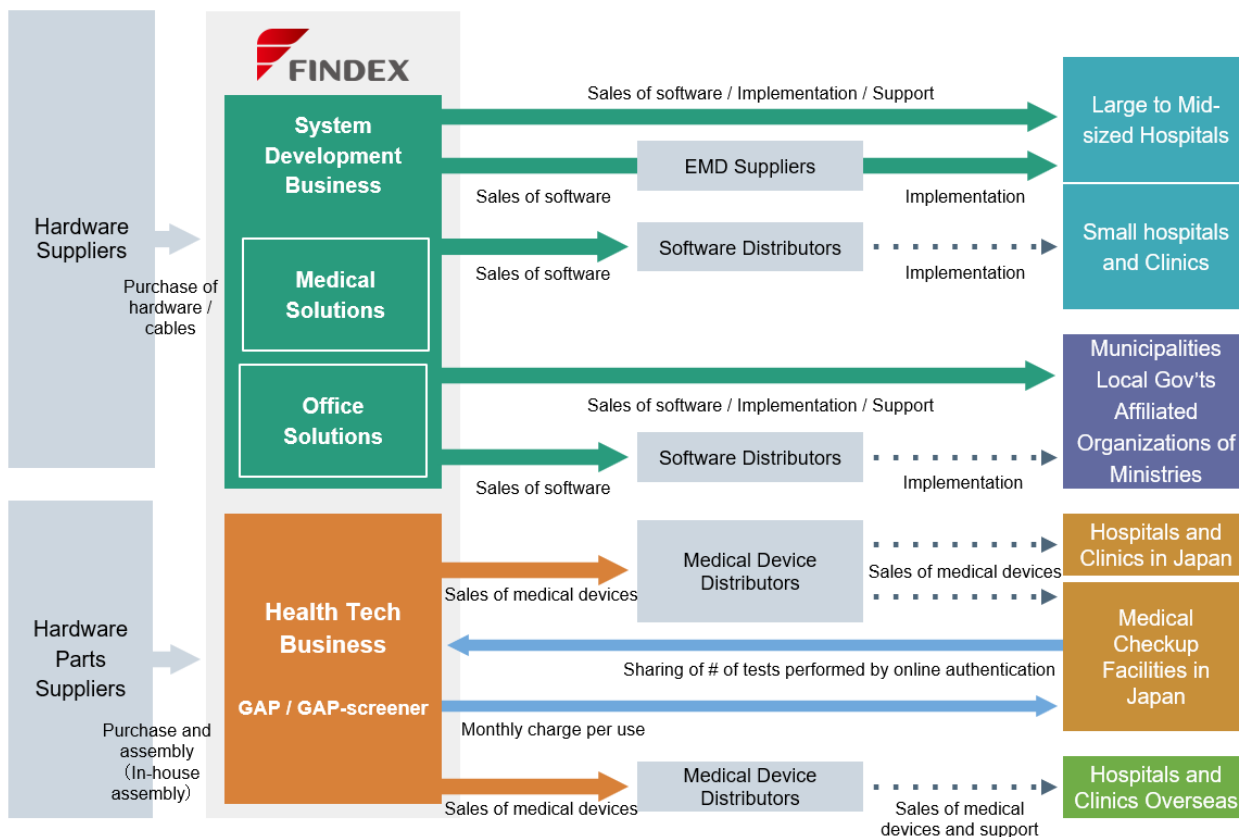 FINDEX
Hardware
Suppliers
Purchase of
hardware /
cables
System
Development
Business
Medical
Solutions
Office
Solutions
Sales of software / Implementation / Support
EMD Suppliers
Sales of software
Implementation
Software Distributors
Sales of software
Implementation
Large to Mid-
sized Hospitals
Small hospitals
and Clinics
Sales of software / Implementation / Support
Software Distributors
Sales of software
Implementation
Municipalities
Local Gov'ts
Affiliated
Organizations of
Ministries
Hardware
Parts
Suppliers
Purchase and
assembly
（In-house
assembly）
Health Tech
Business
GAP / GAP-screener
Sales of medical devices
Medical Device
Distributors
Sales of medical devices
Hospitals and
Clinics in Japan
Sharing of # of tests performed by online authentication
Monthly charge per use
Medical
Checkup
Facilities in
Japan
Sales of medical devices
Medical Device
Distributors
Sales of medical
devices and support
Hospitals and
Clinics Overseas